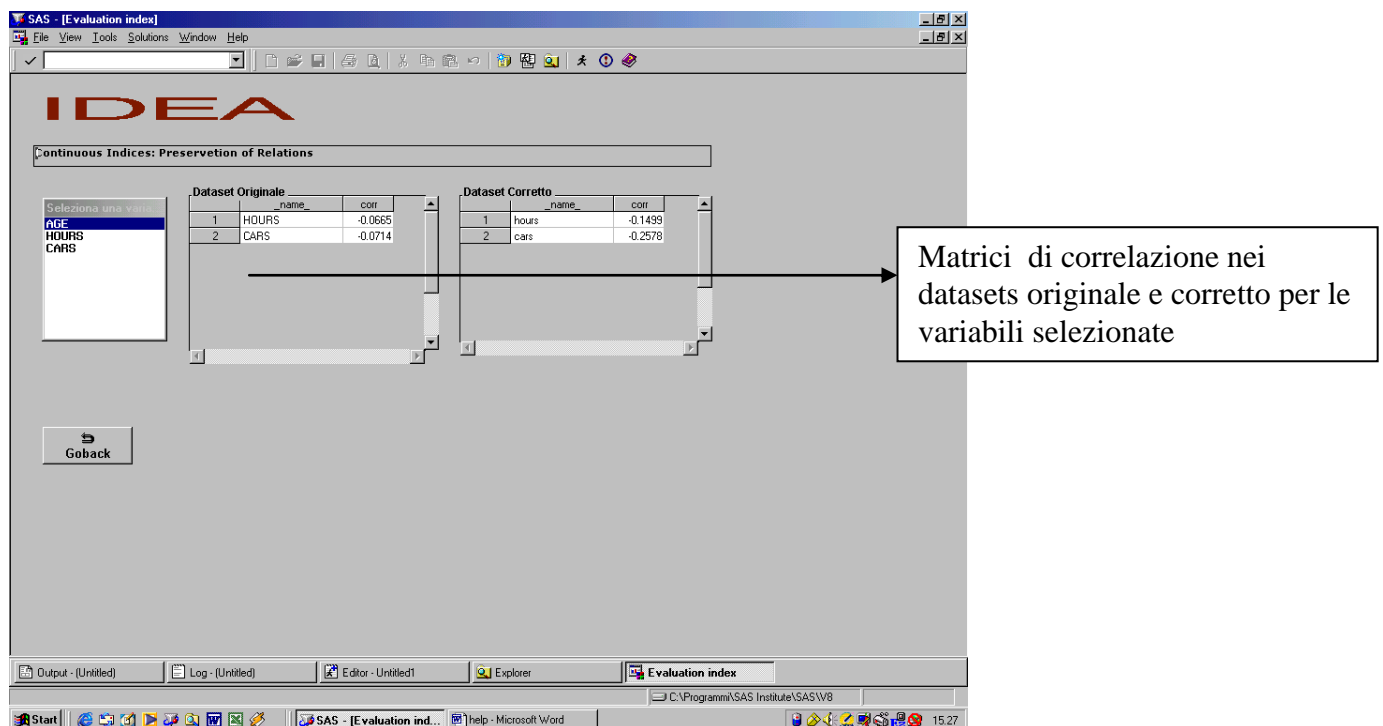 SAS - [Evaluation index]
File View Tools Solutions Window Help
IDEA
Continuous Indices: Preservetion of Relations
Seleziona una varia
AGE
HOURS
CARS
Dataset Originale
_name_ corr
1 HOURS -0.0665
2 CARS -0.0714
Dataset Corretto
_name_ corr
1 hours -0.1499
2 cars -0.2578
Matrici di correlazione nei
datasets originale e corretto per le
variabili selezionate
Goback
Output - (Untitled) Log - (Untitled) Editor - Untitled1 Explorer Evaluation index
C:\Programmi\SAS Institute\SAS\V8
Start SAS - [Evaluation ind... help - Microsoft Word 15.27